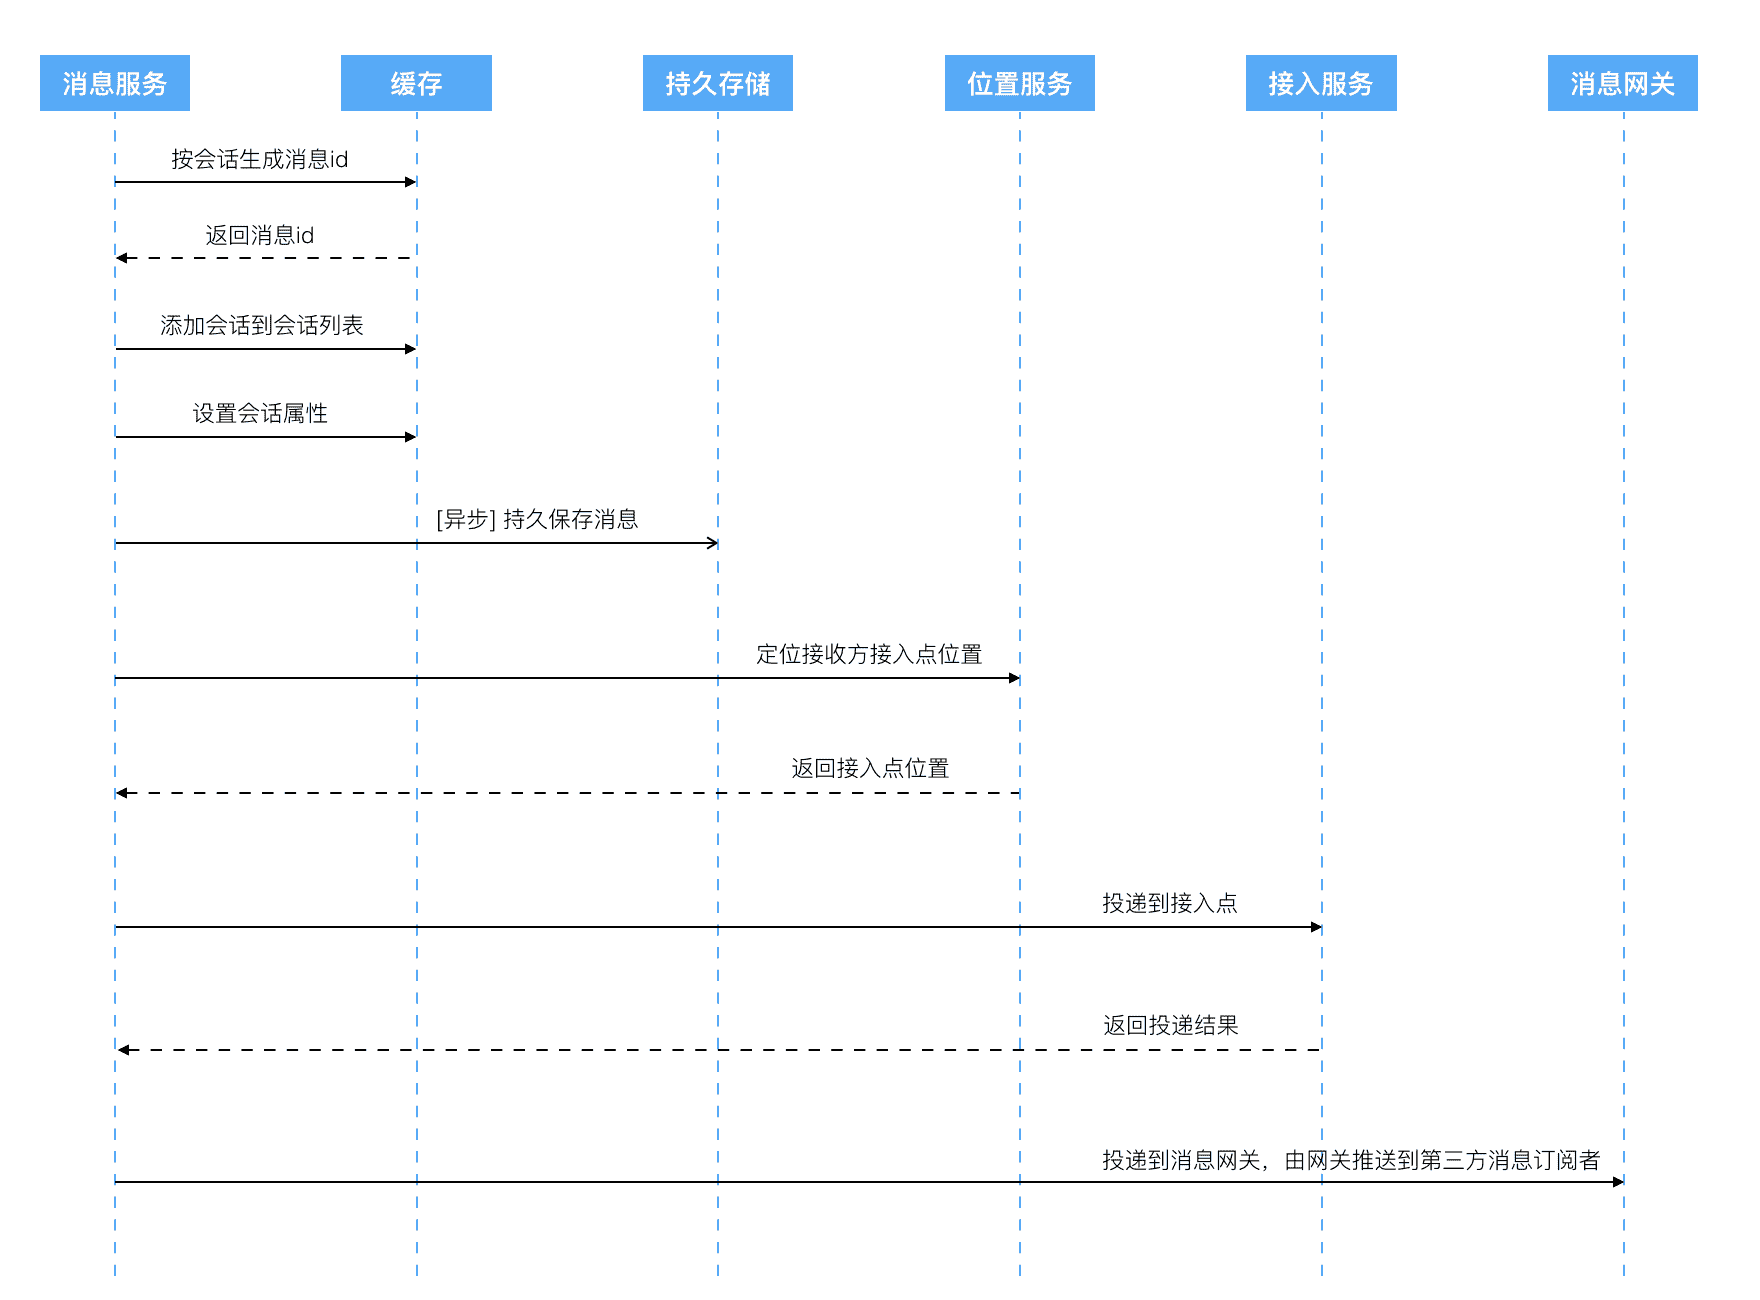 消息服务
缓存
持久存储
位置服务
接入服务
消息网关
按会话生成消息id
返回消息id
添加会话到会话列表
设置会话属性
[异步] 持久保存消息
定位接收方接入点位置
返回接入点位置
投递到接入点
返回投递结果
投递到消息网关，由网关推送到第三方消息订阅者